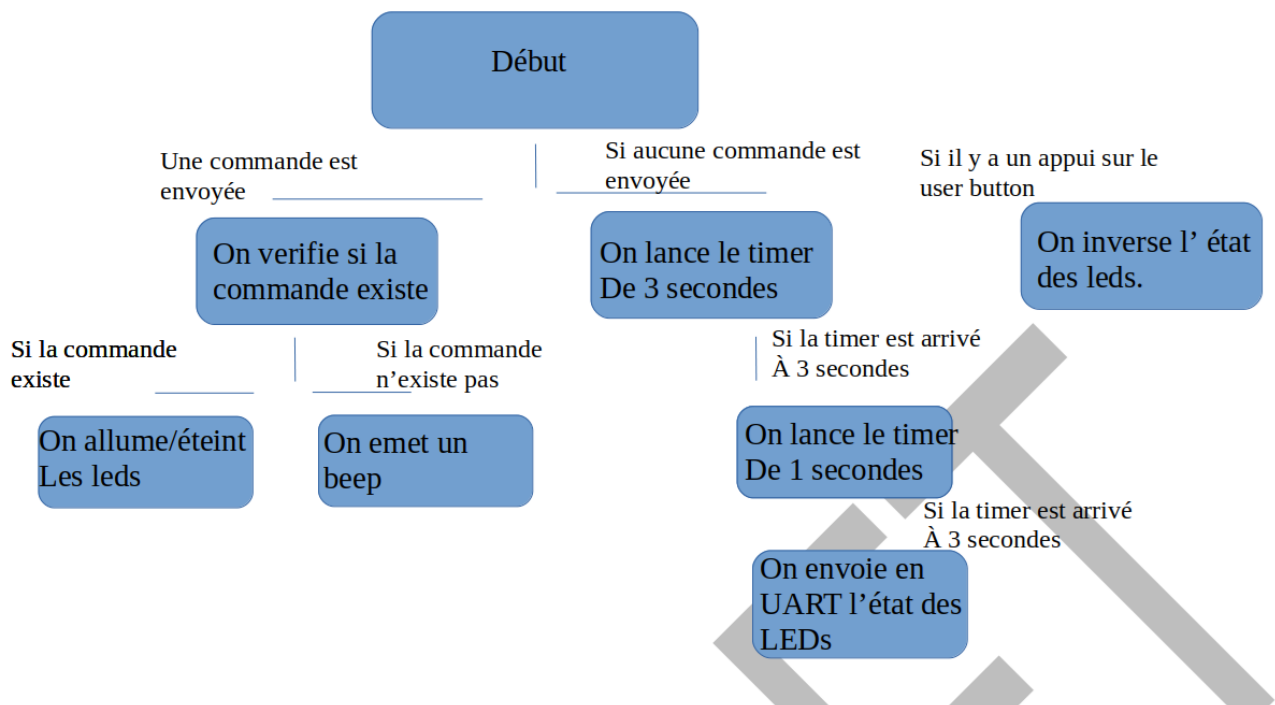 Début
Une commande est
envoyée
Si aucune commande est
envoyée
Si il y a un appui sur le
user button
On verifie si la
commande existe
On lance le timer
De 3 secondes
On inverse l’ état
des leds.
Si la commande
existe
Si la commande
n’existe pas
Si la timer est arrivé
À 3 secondes
On allume/éteint
Les leds
On emet un
beep
On lance le timer
De 1 secondes
Si la timer est arrivé
À 3 secondes
On envoie en
UART l’état des
LEDs